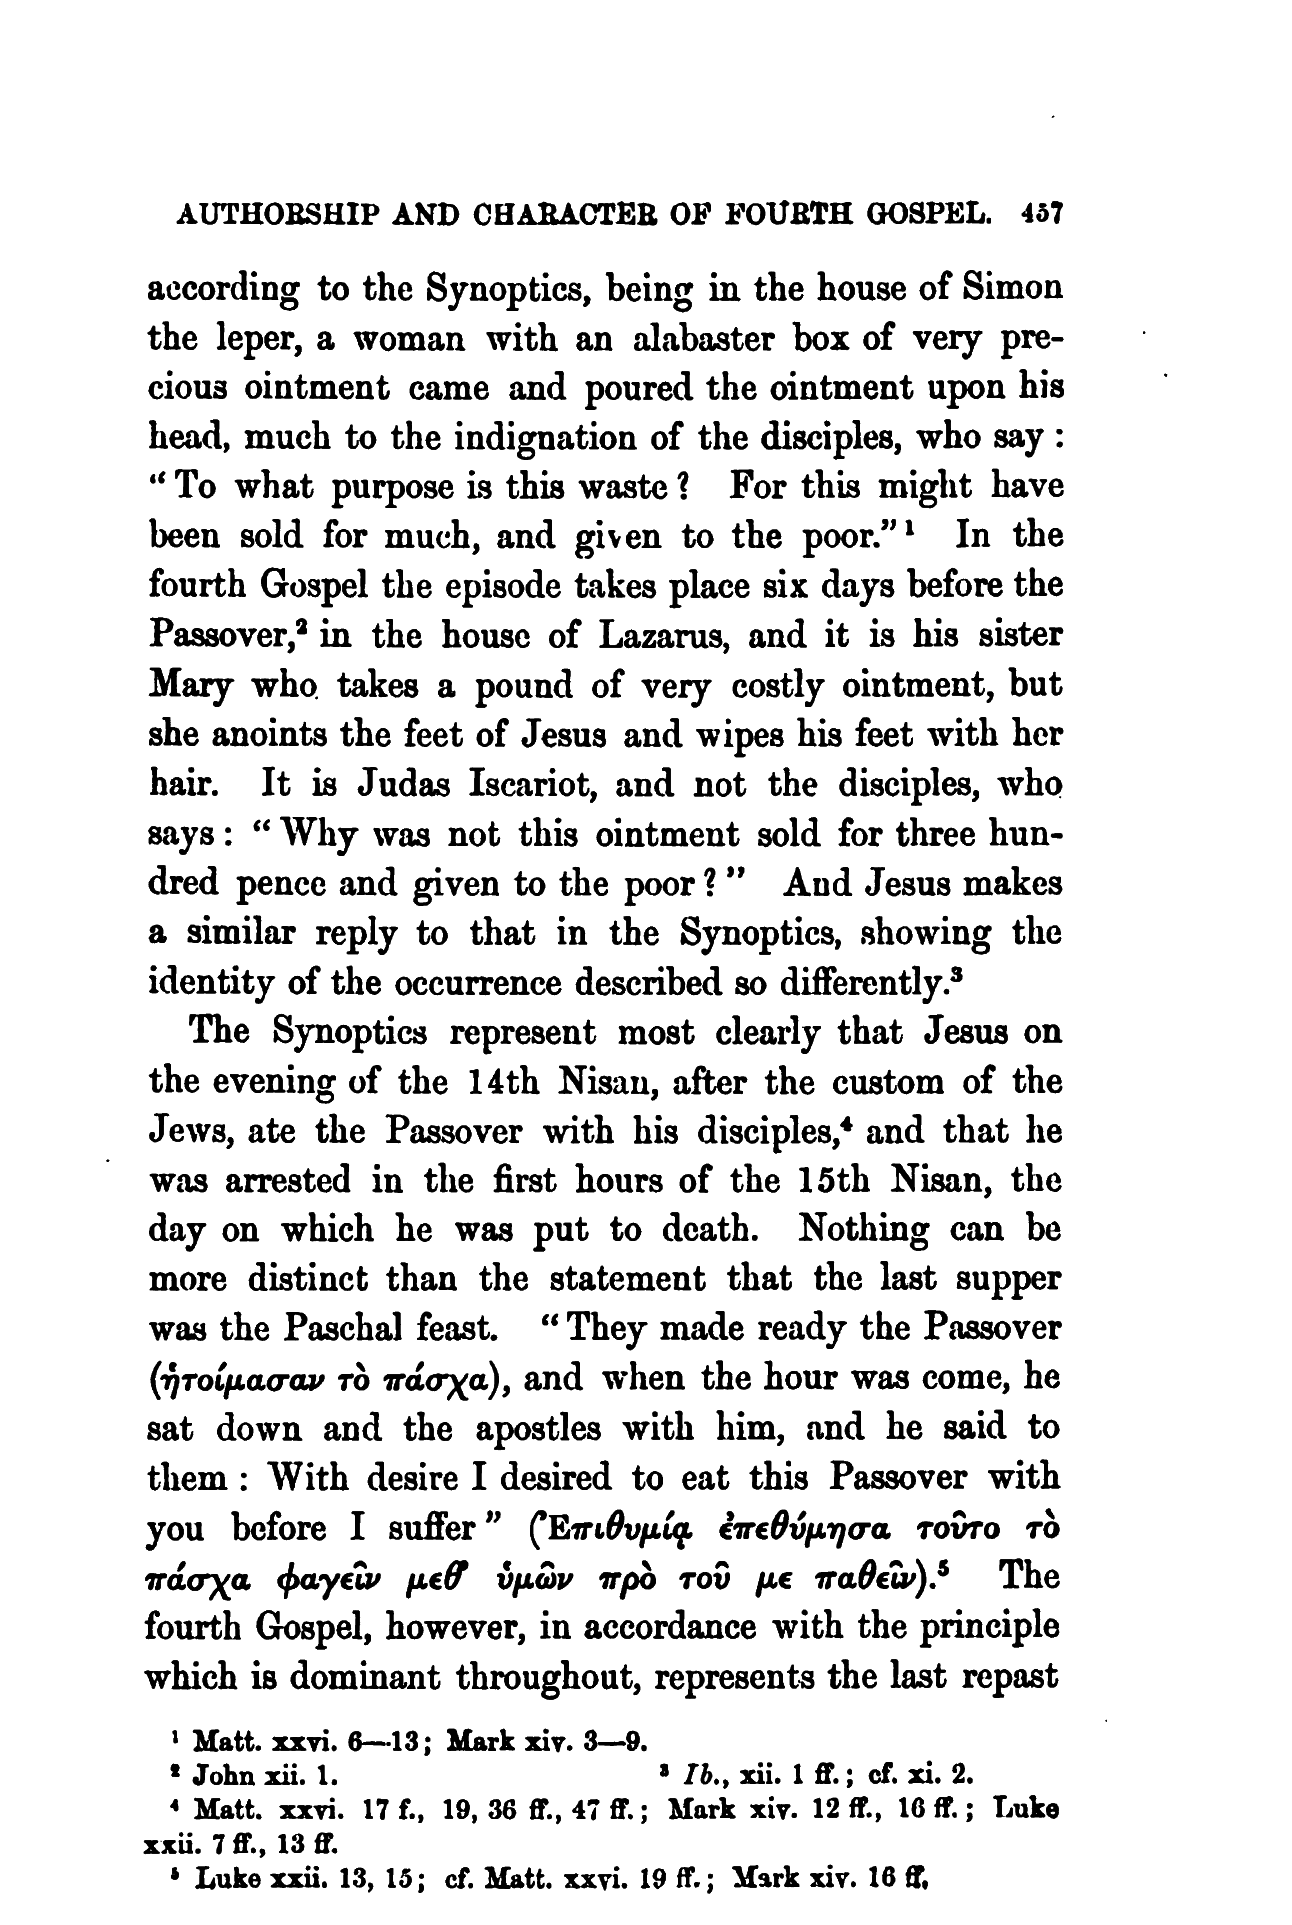 AUTHORSHIP AND CHARACTER OF FOURTH GOSPEL. 457
according to the Synoptics, being in the house of Simon
the leper, a woman with an alabaster box of very pre-
cious ointment came and poured the ointment upon his
head, much to the indignation of the disciples, who say :
“ To what purpose is this waste ? For this might have
been sold for much, and given to the poor.”¹ In the
fourth Gospel the episode takes place six days before the
Passover,² in the house of Lazarus, and it is his sister
Mary who takes a pound of very costly ointment, but
she anoints the feet of Jesus and wipes his feet with her
hair. It is Judas Iscariot, and not the disciples, who
says : “ Why was not this ointment sold for three hun-
dred pence and given to the poor ? ” And Jesus makes
a similar reply to that in the Synoptics, showing the
identity of the occurrence described so differently.³
The Synoptics represent most clearly that Jesus on
the evening of the 14th Nisan, after the custom of the
Jews, ate the Passover with his disciples,⁴ and that he
was arrested in the first hours of the 15th Nisan, the
day on which he was put to death. Nothing can be
more distinct than the statement that the last supper
was the Paschal feast. “ They made ready the Passover
(ἡτοίμασαν τὸ πάσχα), and when the hour was come, he
sat down and the apostles with him, and he said to
them : With desire I desired to eat this Passover with
you before I suffer ” (Ἐπιθυμίᾳ ἐπεθύμησα τοῦτο τὸ
πάσχα φαγεῖν μεθ’ ὑμῶν πρὸ τοῦ με παθεῖν).⁵ The
fourth Gospel, however, in accordance with the principle
which is dominant throughout, represents the last repast
¹ Matt. xxvi. 6—13; Mark xiv. 3—9.
² John xii. 1. ³ Ib., xii. 1 ff.; cf. xi. 2.
⁴ Matt. xxvi. 17 f., 19, 36 ff., 47 ff.; Mark xiv. 12 ff., 16 ff.; Luke
xxii. 7 ff., 13 ff.
⁵ Luke xxii. 13, 15; cf. Matt. xxvi. 19 ff.; Mark xiv. 16 ff.